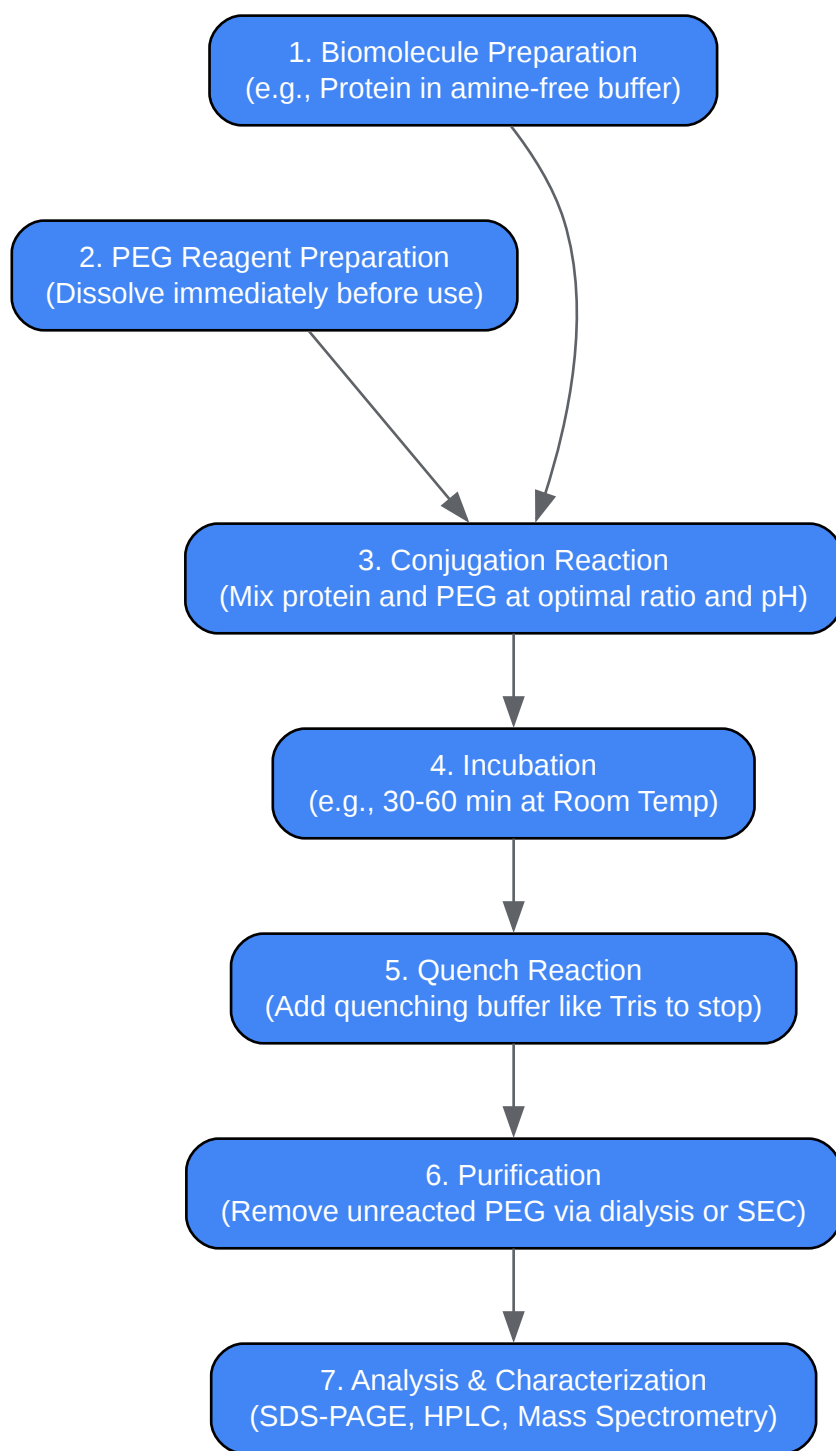 1. Biomolecule Preparation
(e.g., Protein in amine-free buffer)
2. PEG Reagent Preparation
(Dissolve immediately before use)
3. Conjugation Reaction
(Mix protein and PEG at optimal ratio and pH)
4. Incubation
(e.g., 30-60 min at Room Temp)
5. Quench Reaction
(Add quenching buffer like Tris to stop)
6. Purification
(Remove unreacted PEG via dialysis or SEC)
7. Analysis & Characterization
(SDS-PAGE, HPLC, Mass Spectrometry)